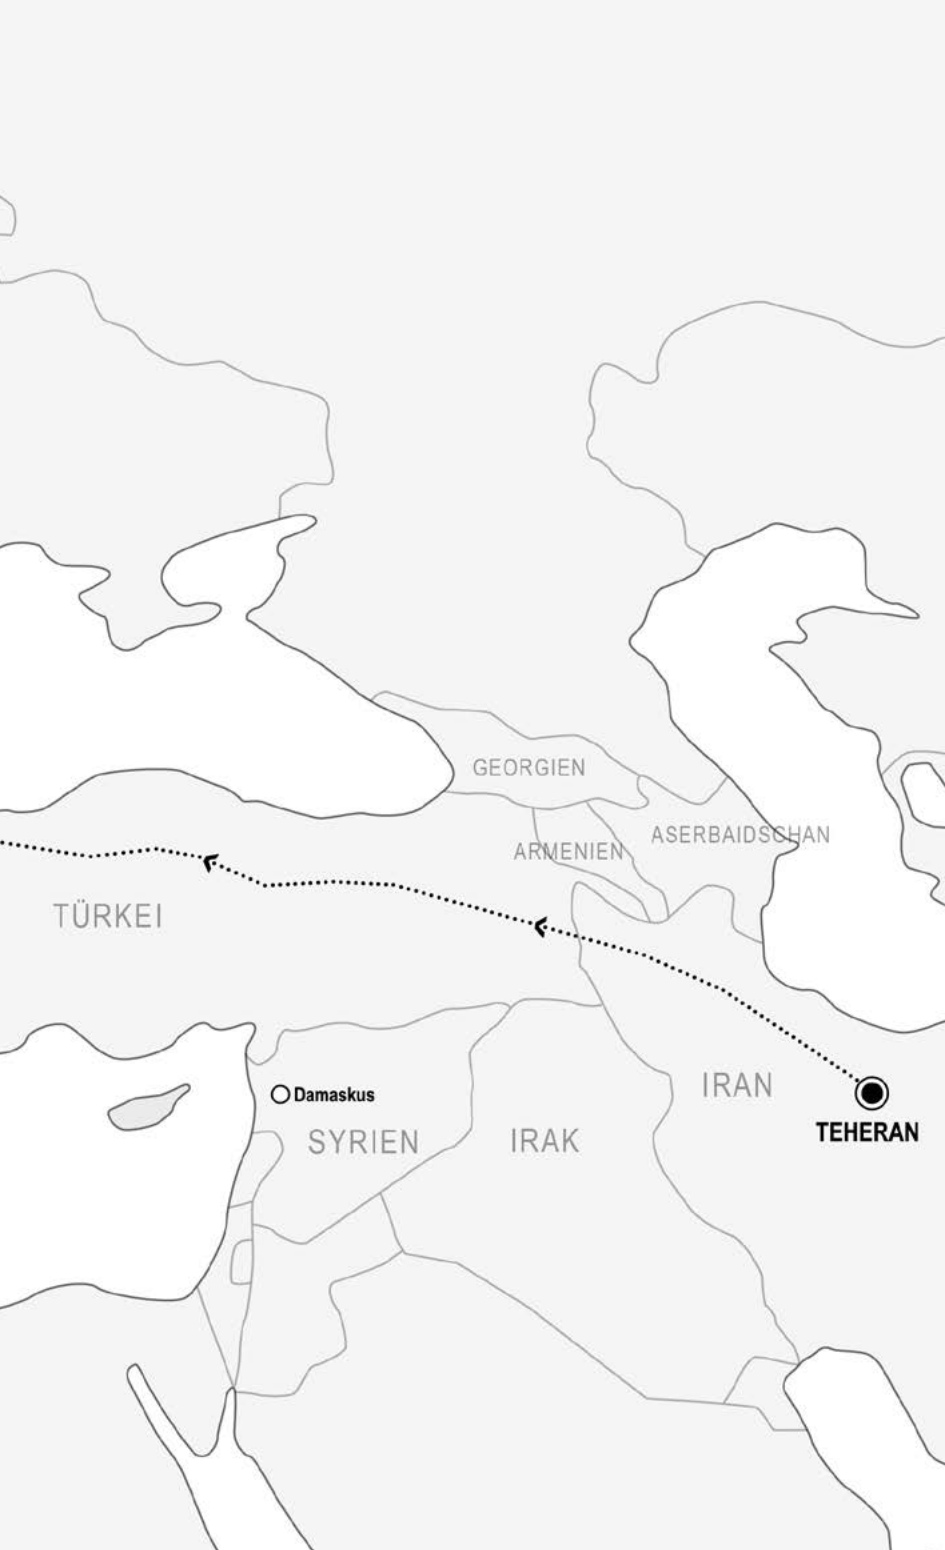 GEORGIEN
ASERBAIDSCHAN
ARMENIEN
TÜRKEI
IRAN
Damaskus
TEHERAN
SYRIEN
IRAK